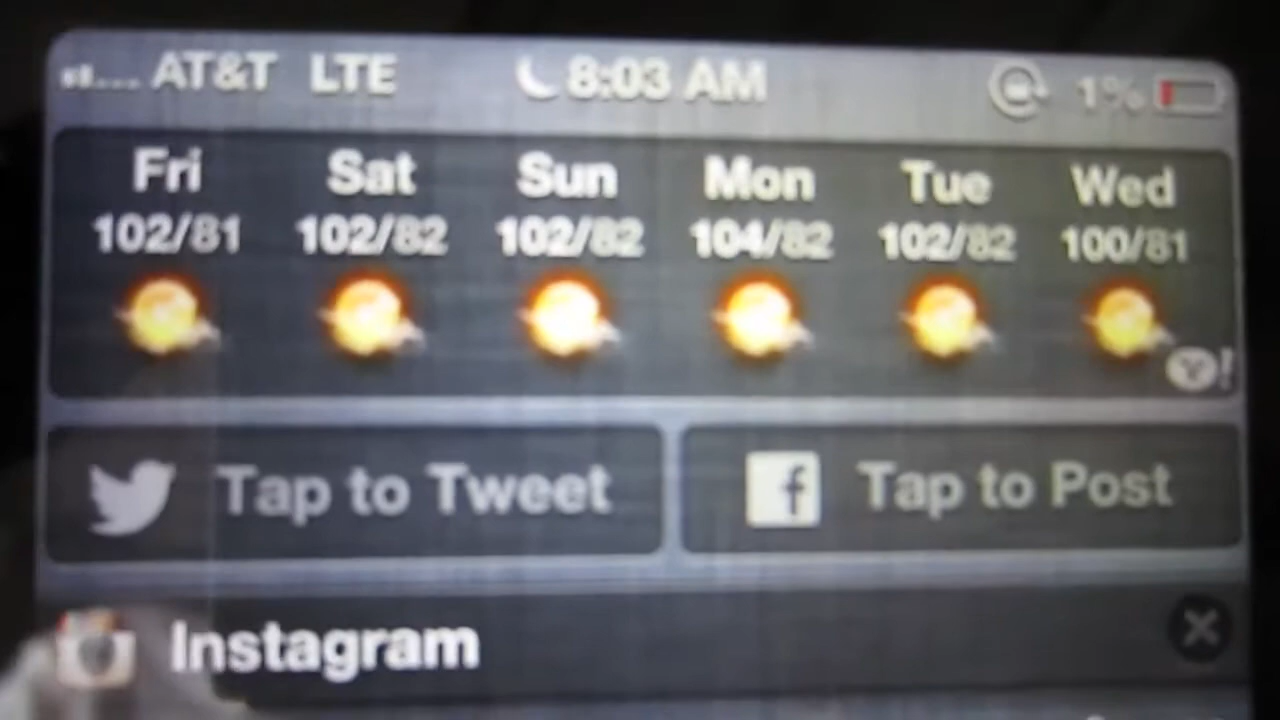 AT&T LTE 8:03 AM 1%
Fri Sat Sun Mon Tue Wed
102/81 102/82 102/82 104/82 102/82 100/81
Tap to Tweet Tap to Post
Instagram